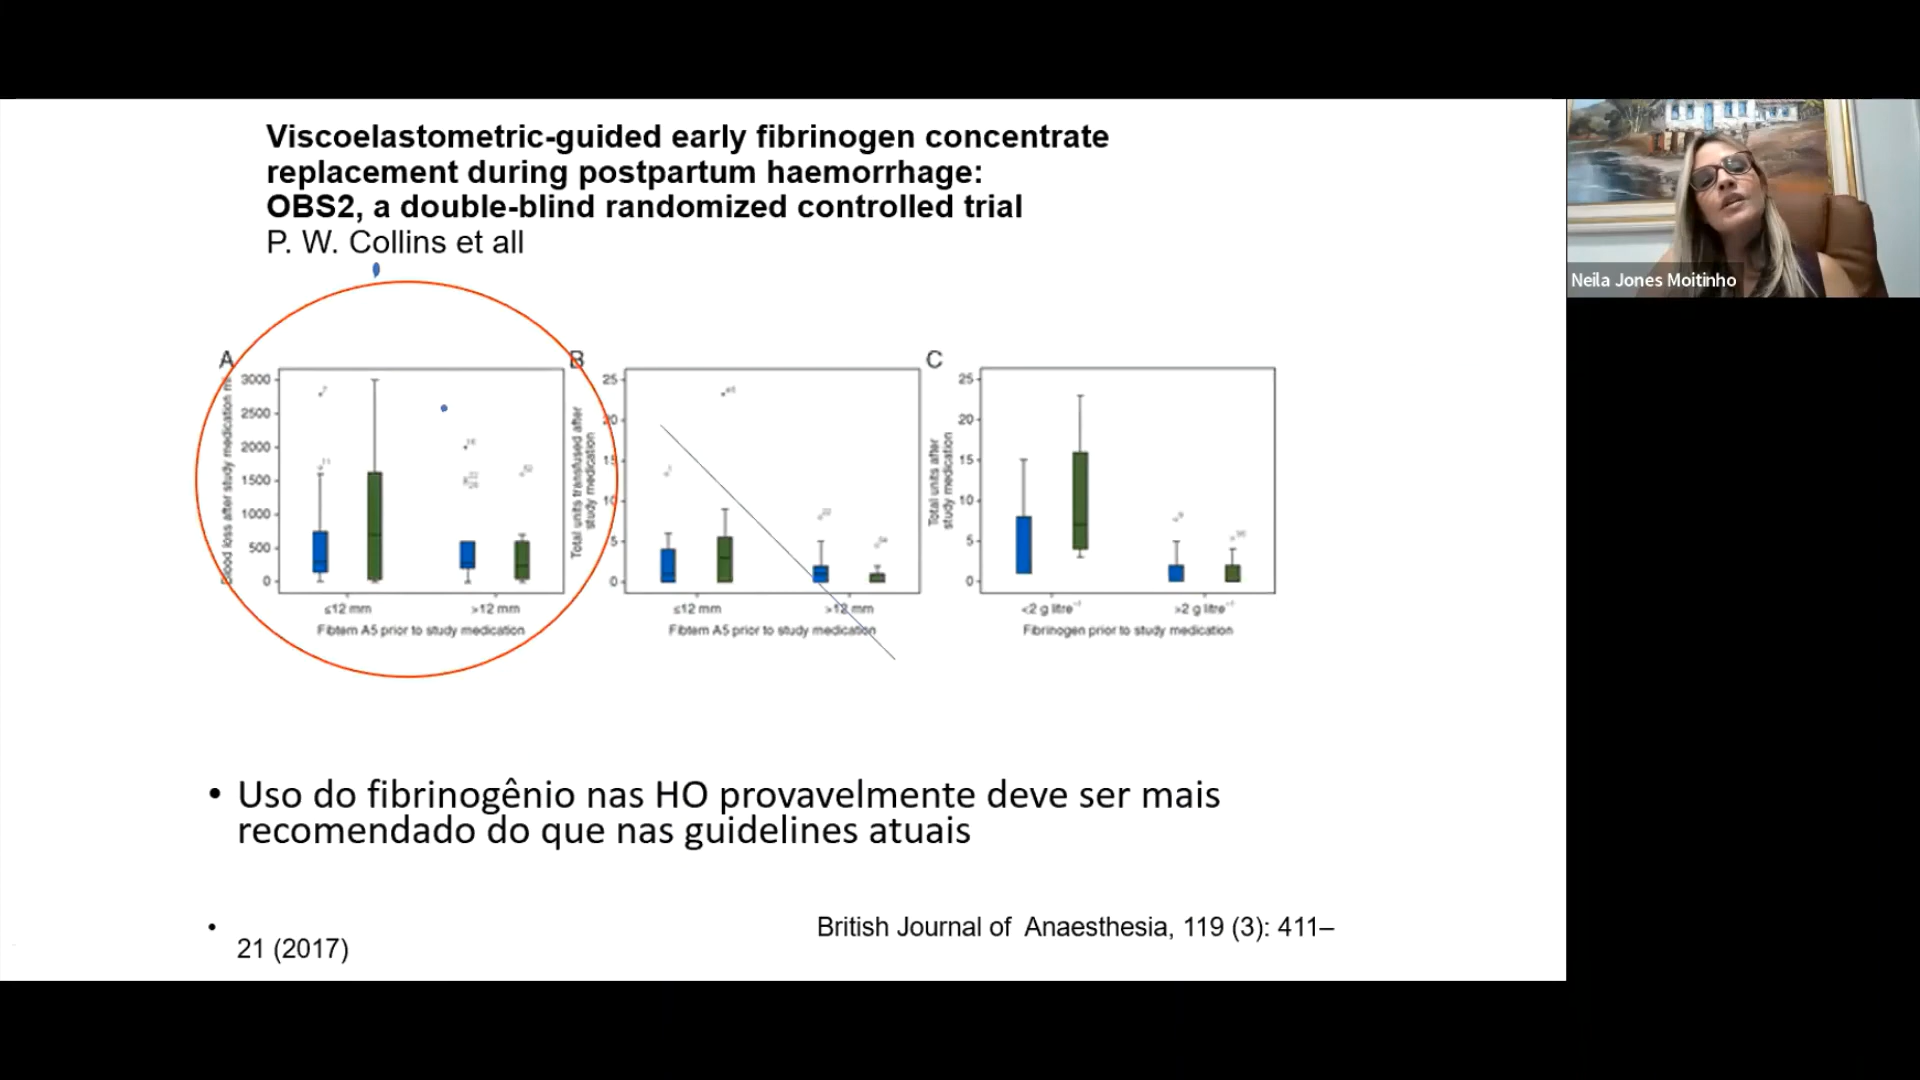 Viscoelastometric-guided early fibrinogen concentrate
replacement during postpartum haemorrhage:
OBS2, a double-blind randomized controlled trial
P. W. Collins et all
Neila Jones Moitinho
A
Blood loss after study medication
3000
2500
2000
1500
1000
500
0
≤12 mm
>12 mm
Fibtem A5 prior to study medication
B
Total units transfused after
study medication
25
20
15
10
5
0
≤12 mm
>12 mm
Fibtem A5 prior to study medication
C
Total units after
study medication
25
20
15
10
5
0
<2 g litre⁻¹
>2 g litre⁻¹
Fibrinogen prior to study medication
• Uso do fibrinogênio nas HO provavelmente deve ser mais
recomendado do que nas guidelines atuais
• British Journal of Anaesthesia, 119 (3): 411–
21 (2017)